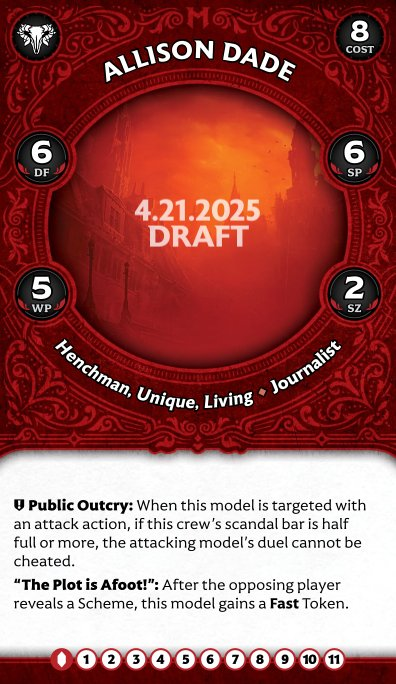 8
COST
ALLISON DADE
6
DF
6
SP
4.21.2025
DRAFT
5
WP
2
SZ
Henchman, Unique, Living ♦ Journalist
Public Outcry: When this model is targeted with
an attack action, if this crew’s scandal bar is half
full or more, the attacking model’s duel cannot be
cheated.
“The Plot is Afoot!”: After the opposing player
reveals a Scheme, this model gains a Fast Token.
1 2 3 4 5 6 7 8 9 10 11